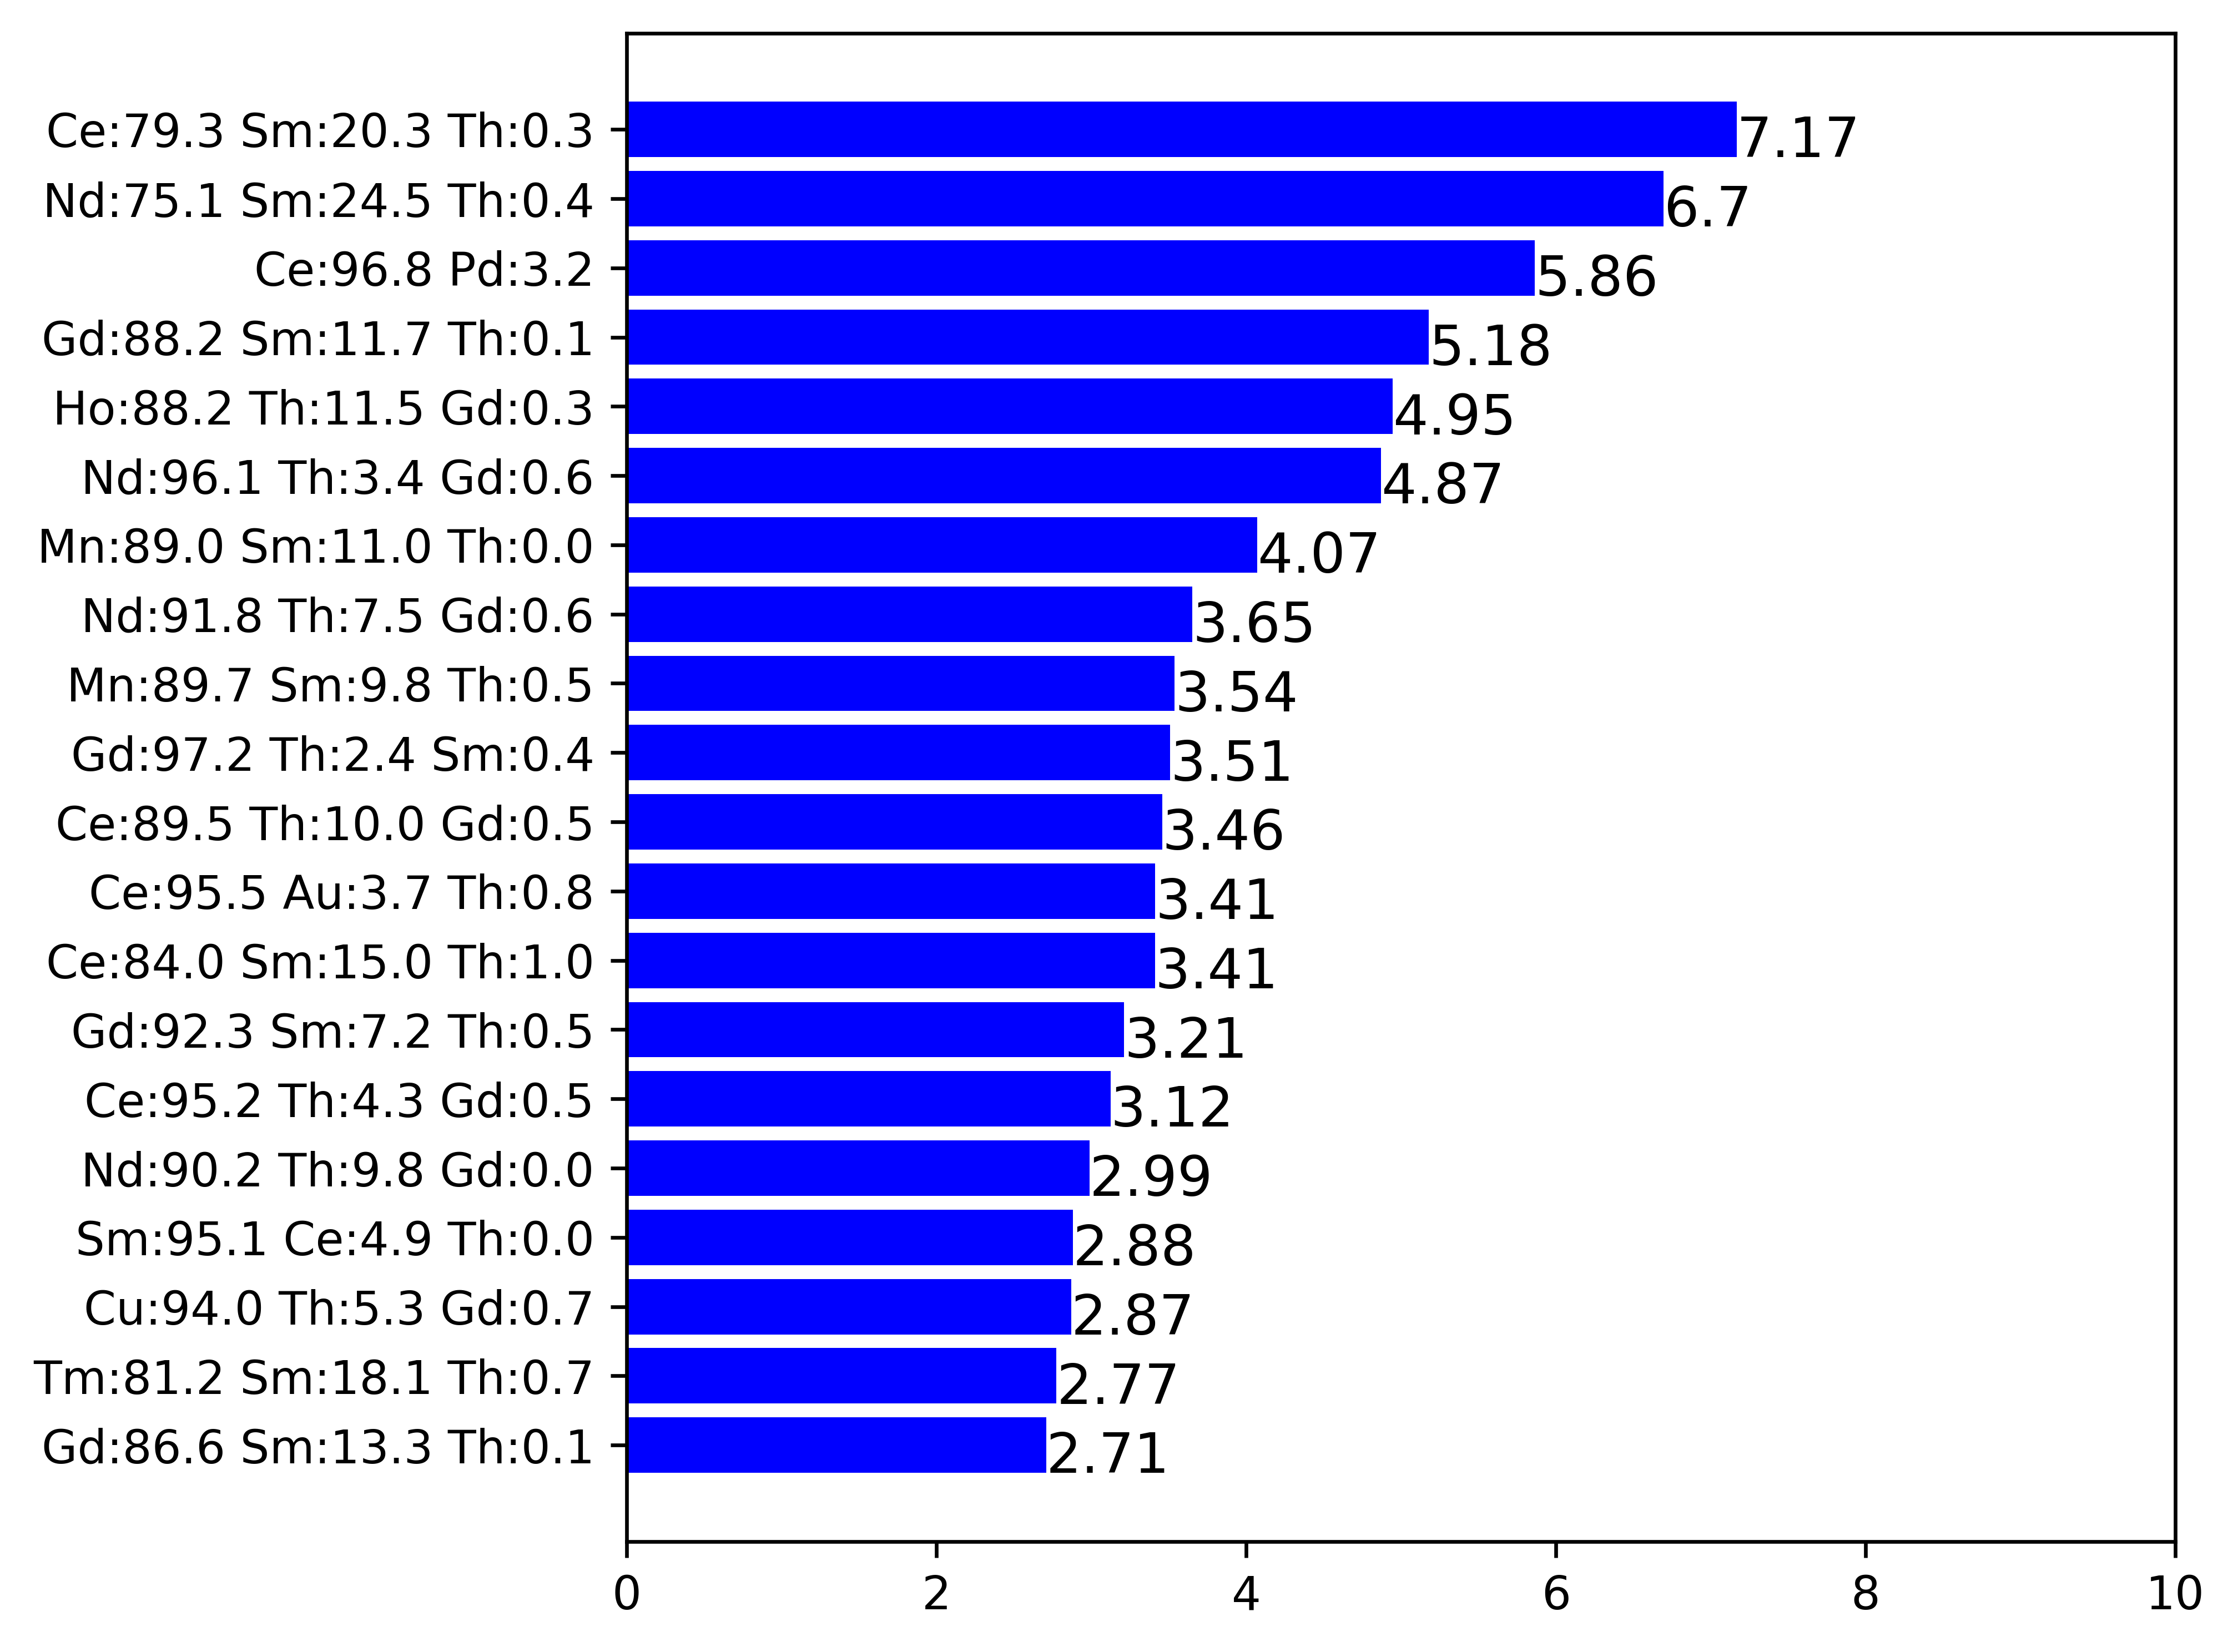 Ce:79.3 Sm:20.3 Th:0.3 7.17
Nd:75.1 Sm:24.5 Th:0.4 6.7
Ce:96.8 Pd:3.2 5.86
Gd:88.2 Sm:11.7 Th:0.1 5.18
Ho:88.2 Th:11.5 Gd:0.3 4.95
Nd:96.1 Th:3.4 Gd:0.6 4.87
Mn:89.0 Sm:11.0 Th:0.0 4.07
Nd:91.8 Th:7.5 Gd:0.6 3.65
Mn:89.7 Sm:9.8 Th:0.5 3.54
Gd:97.2 Th:2.4 Sm:0.4 3.51
Ce:89.5 Th:10.0 Gd:0.5 3.46
Ce:95.5 Au:3.7 Th:0.8 3.41
Ce:84.0 Sm:15.0 Th:1.0 3.41
Gd:92.3 Sm:7.2 Th:0.5 3.21
Ce:95.2 Th:4.3 Gd:0.5 3.12
Nd:90.2 Th:9.8 Gd:0.0 2.99
Sm:95.1 Ce:4.9 Th:0.0 2.88
Cu:94.0 Th:5.3 Gd:0.7 2.87
Tm:81.2 Sm:18.1 Th:0.7 2.77
Gd:86.6 Sm:13.3 Th:0.1 2.71
0 2 4 6 8 10